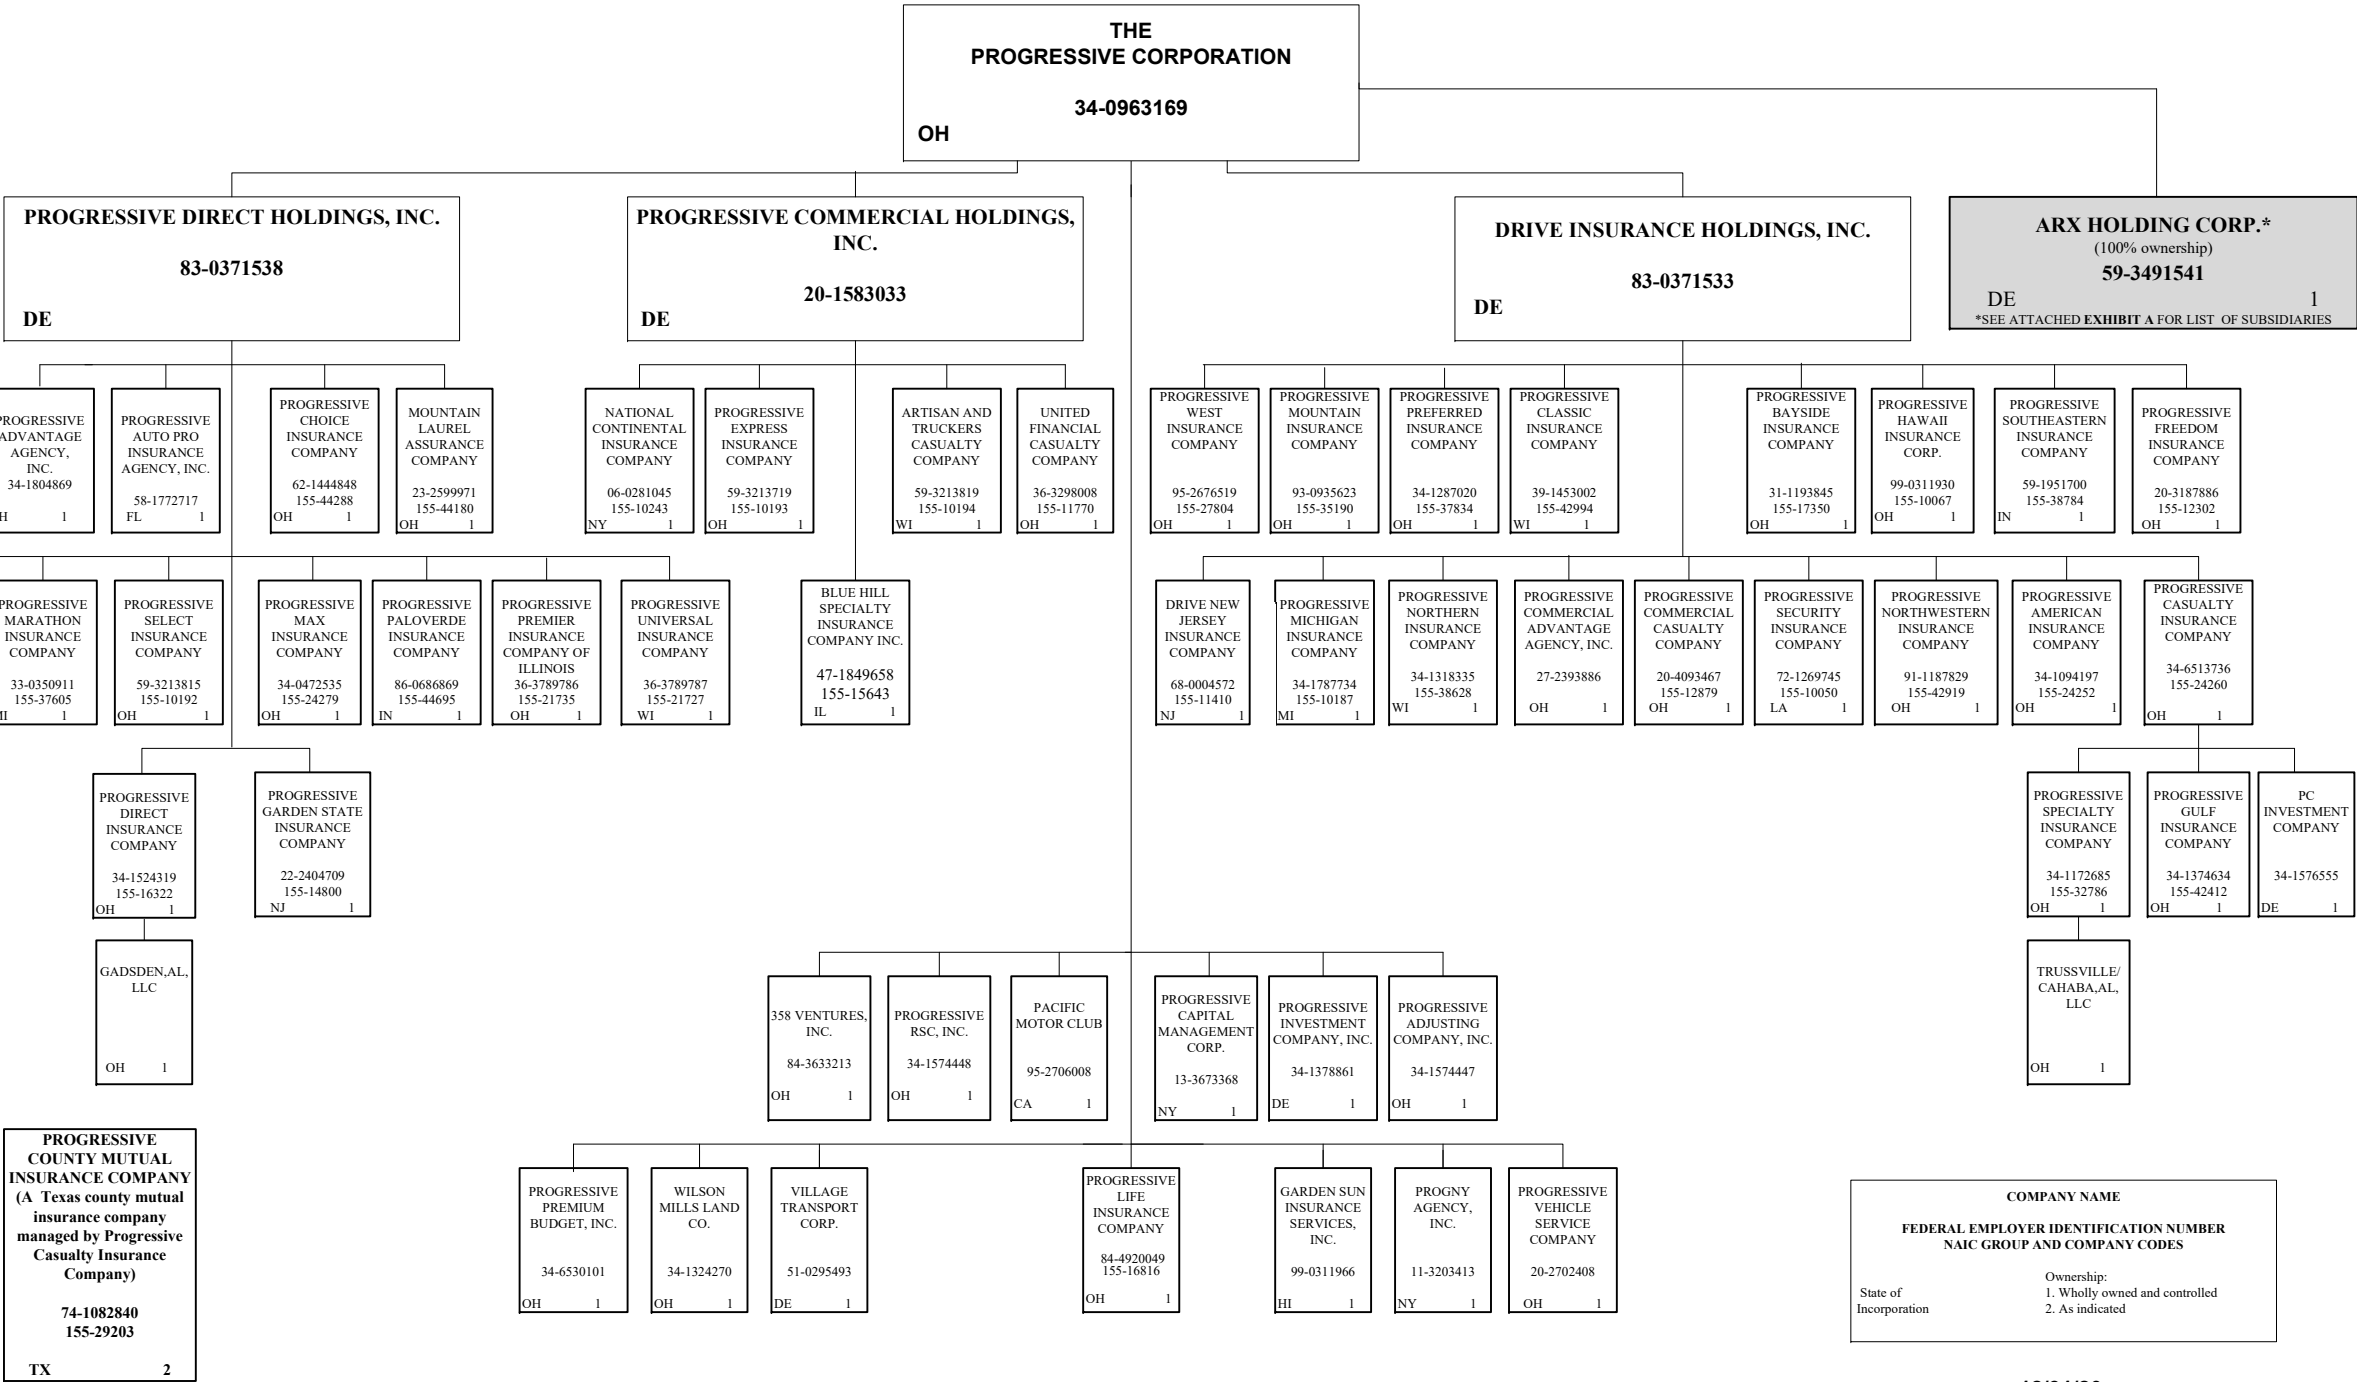 THE
PROGRESSIVE CORPORATION
34-0963169
OH
PROGRESSIVE DIRECT HOLDINGS, INC.
83-0371538
DE
PROGRESSIVE COMMERCIAL HOLDINGS,
INC.
20-1583033
DE
DRIVE INSURANCE HOLDINGS, INC.
83-0371533
DE
ARX HOLDING CORP.*
(100% ownership)
59-3491541
DE 1
*SEE ATTACHED EXHIBIT A FOR LIST OF SUBSIDIARIES
PROGRESSIVE
ADVANTAGE
AGENCY,
INC.
34-1804869
H 1
PROGRESSIVE
AUTO PRO
INSURANCE
AGENCY, INC.
58-1772717
FL 1
PROGRESSIVE
CHOICE
INSURANCE
COMPANY
62-1444848
155-44288
OH 1
MOUNTAIN
LAUREL
ASSURANCE
COMPANY
23-2599971
155-44180
OH 1
NATIONAL
CONTINENTAL
INSURANCE
COMPANY
06-0281045
155-10243
NY 1
PROGRESSIVE
EXPRESS
INSURANCE
COMPANY
59-3213719
155-10193
OH 1
ARTISAN AND
TRUCKERS
CASUALTY
COMPANY
59-3213819
155-10194
WI 1
UNITED
FINANCIAL
CASUALTY
COMPANY
36-3298008
155-11770
OH 1
PROGRESSIVE
WEST
INSURANCE
COMPANY
95-2676519
155-27804
OH 1
PROGRESSIVE
MOUNTAIN
INSURANCE
COMPANY
93-0935623
155-35190
OH 1
PROGRESSIVE
PREFERRED
INSURANCE
COMPANY
34-1287020
155-37834
OH 1
PROGRESSIVE
CLASSIC
INSURANCE
COMPANY
39-1453002
155-42994
WI 1
PROGRESSIVE
BAYSIDE
INSURANCE
COMPANY
31-1193845
155-17350
OH 1
PROGRESSIVE
HAWAII
INSURANCE
CORP.
99-0311930
155-10067
OH 1
PROGRESSIVE
SOUTHEASTERN
INSURANCE
COMPANY
59-1951700
155-38784
IN 1
PROGRESSIVE
FREEDOM
INSURANCE
COMPANY
20-3187886
155-12302
OH 1
PROGRESSIVE
MARATHON
INSURANCE
COMPANY
33-0350911
155-37605
MI 1
PROGRESSIVE
SELECT
INSURANCE
COMPANY
59-3213815
155-10192
OH 1
PROGRESSIVE
MAX
INSURANCE
COMPANY
34-0472535
155-24279
OH 1
PROGRESSIVE
PALOVERDE
INSURANCE
COMPANY
86-0686869
155-44695
IN 1
PROGRESSIVE
PREMIER
INSURANCE
COMPANY OF
ILLINOIS
36-3789786
155-21735
OH 1
PROGRESSIVE
UNIVERSAL
INSURANCE
COMPANY
36-3789787
155-21727
WI 1
BLUE HILL
SPECIALTY
INSURANCE
COMPANY INC.
47-1849658
155-15643
IL 1
DRIVE NEW
JERSEY
INSURANCE
COMPANY
68-0004572
155-11410
NJ 1
PROGRESSIVE
MICHIGAN
INSURANCE
COMPANY
34-1787734
155-10187
MI 1
PROGRESSIVE
NORTHERN
INSURANCE
COMPANY
34-1318335
155-38628
WI 1
PROGRESSIVE
COMMERCIAL
ADVANTAGE
AGENCY, INC.
27-2393886
OH 1
PROGRESSIVE
COMMERCIAL
CASUALTY
COMPANY
20-4093467
155-12879
OH 1
PROGRESSIVE
SECURITY
INSURANCE
COMPANY
72-1269745
155-10050
LA 1
PROGRESSIVE
NORTHWESTERN
INSURANCE
COMPANY
91-1187829
155-42919
OH 1
PROGRESSIVE
AMERICAN
INSURANCE
COMPANY
34-1094197
155-24252
OH 1
PROGRESSIVE
CASUALTY
INSURANCE
COMPANY
34-6513736
155-24260
OH 1
PROGRESSIVE
DIRECT
INSURANCE
COMPANY
34-1524319
155-16322
OH 1
PROGRESSIVE
GARDEN STATE
INSURANCE
COMPANY
22-2404709
155-14800
NJ 1
PROGRESSIVE
SPECIALTY
INSURANCE
COMPANY
34-1172685
155-32786
OH 1
PROGRESSIVE
GULF
INSURANCE
COMPANY
34-1374634
155-42412
OH 1
PC
INVESTMENT
COMPANY
34-1576555
DE 1
GADSDEN,AL,
LLC
OH 1
358 VENTURES,
INC.
84-3633213
OH 1
PROGRESSIVE
RSC, INC.
34-1574448
OH 1
PACIFIC
MOTOR CLUB
95-2706008
CA 1
PROGRESSIVE
CAPITAL
MANAGEMENT
CORP.
13-3673368
NY 1
PROGRESSIVE
INVESTMENT
COMPANY, INC.
34-1378861
DE 1
PROGRESSIVE
ADJUSTING
COMPANY, INC.
34-1574447
OH 1
TRUSSVILLE/
CAHABA,AL,
LLC
OH 1
PROGRESSIVE
COUNTY MUTUAL
INSURANCE COMPANY
(A Texas county mutual
insurance company
managed by Progressive
Casualty Insurance
Company)
74-1082840
155-29203
TX 2
PROGRESSIVE
PREMIUM
BUDGET, INC.
34-6530101
OH 1
WILSON
MILLS LAND
CO.
34-1324270
OH 1
VILLAGE
TRANSPORT
CORP.
51-0295493
DE 1
PROGRESSIVE
LIFE
INSURANCE
COMPANY
84-4920049
155-16816
OH 1
GARDEN SUN
INSURANCE
SERVICES,
INC.
99-0311966
HI 1
PROGNY
AGENCY,
INC.
11-3203413
NY 1
PROGRESSIVE
VEHICLE
SERVICE
COMPANY
20-2702408
OH 1
COMPANY NAME
FEDERAL EMPLOYER IDENTIFICATION NUMBER
NAIC GROUP AND COMPANY CODES
Ownership:
State of 1. Wholly owned and controlled
Incorporation 2. As indicated